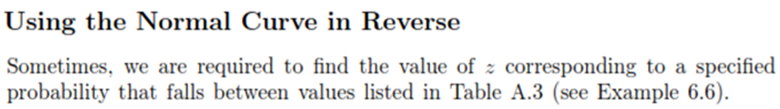 Using the Normal Curve in Reverse
Sometimes, we are required to find the value of z corresponding to a specified
probability that falls between values listed in Table A.3 (see Example 6.6).